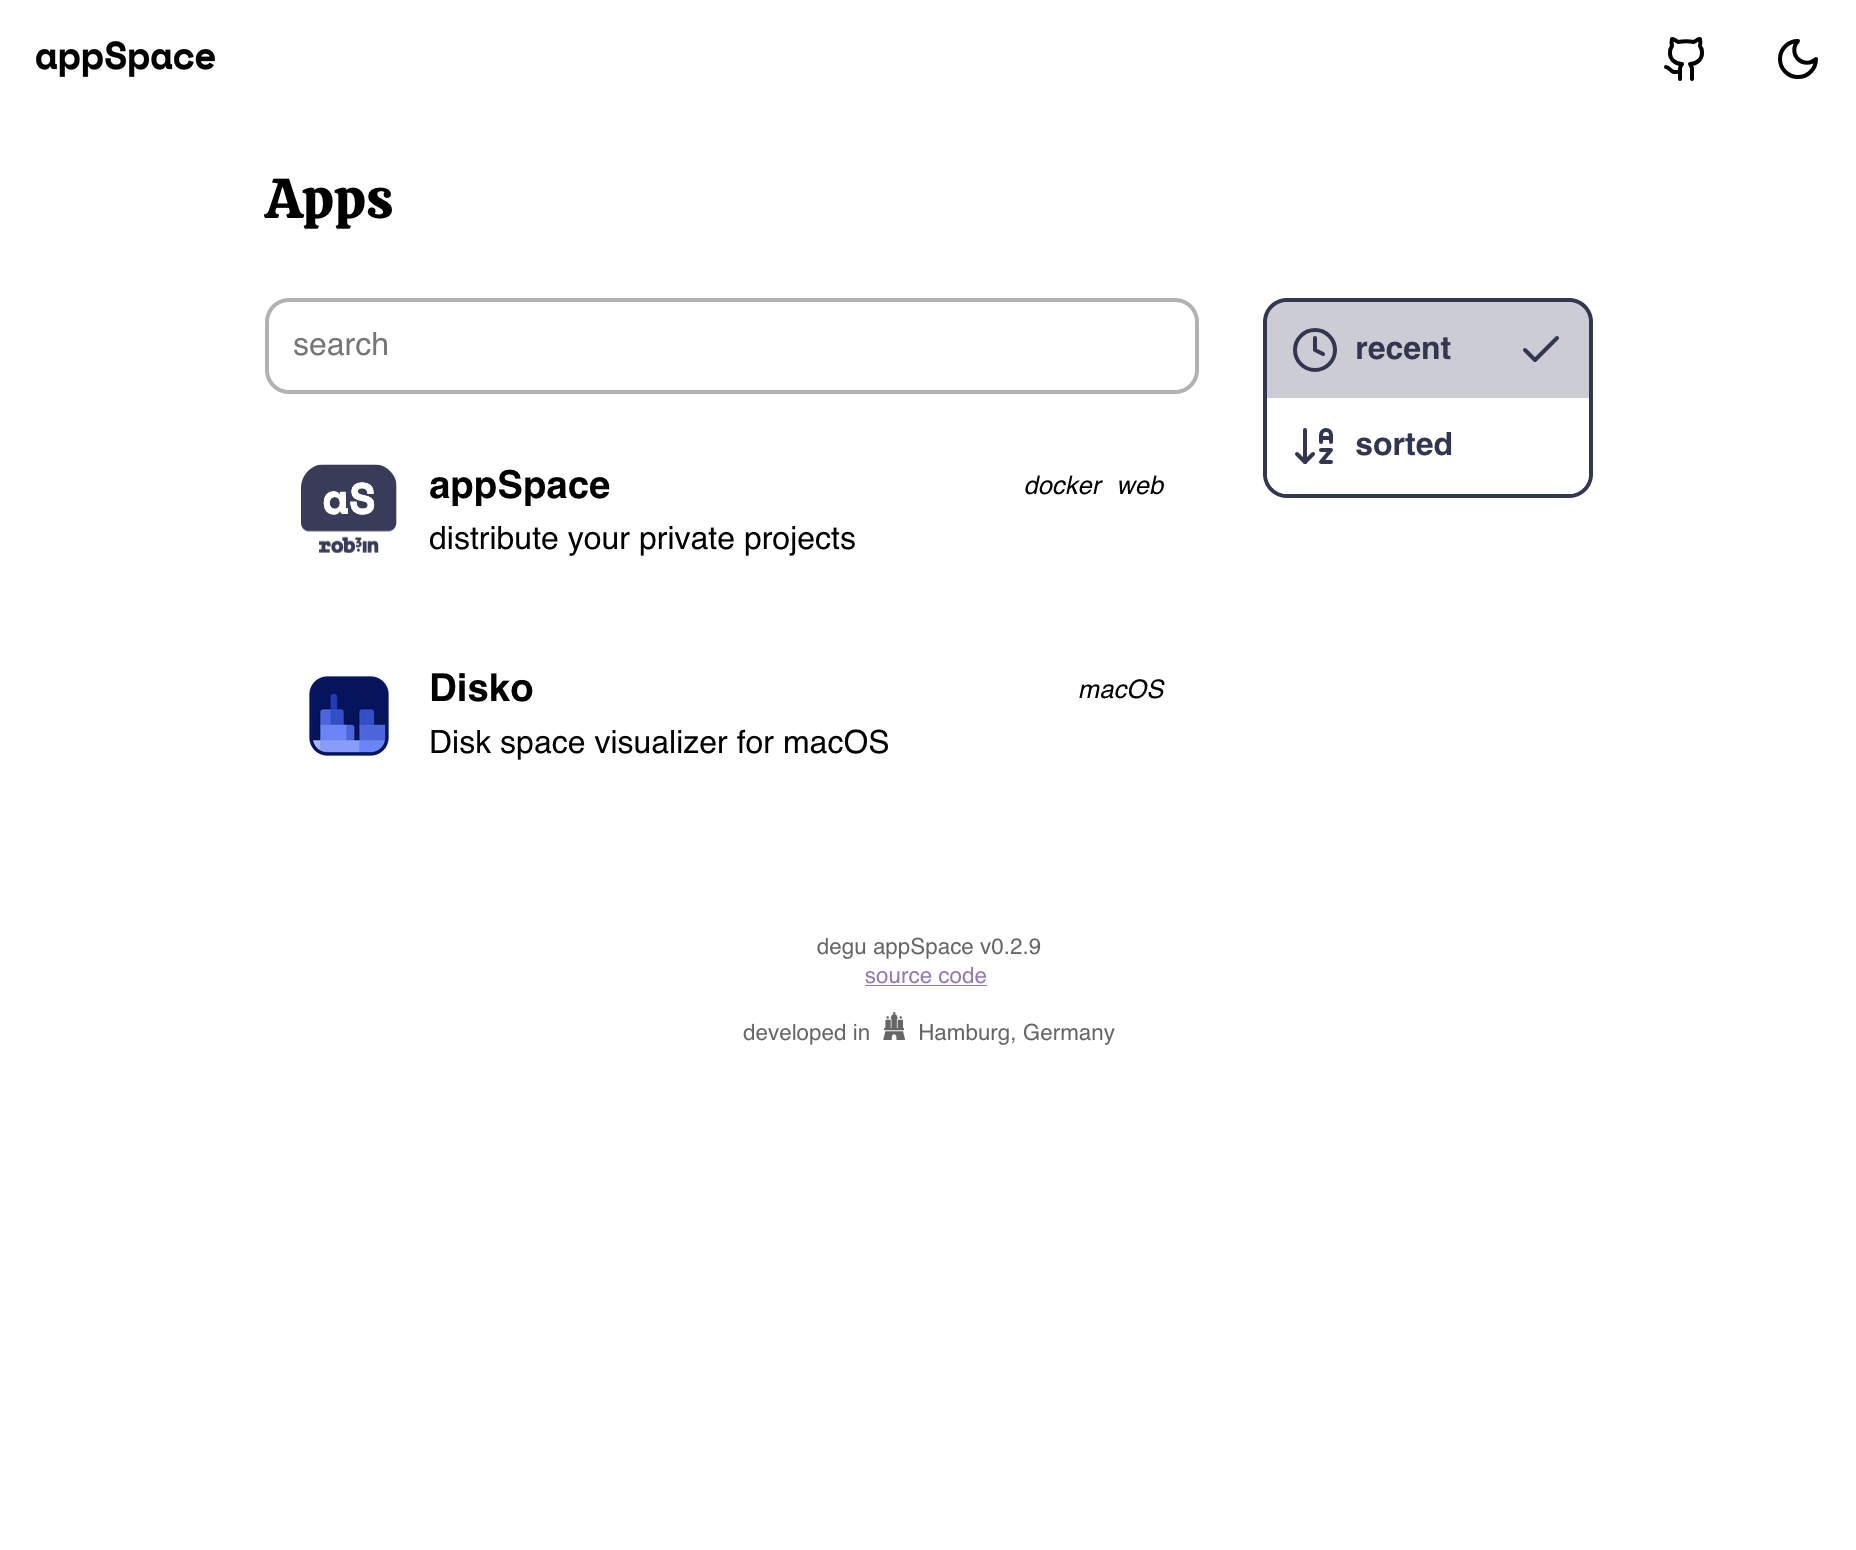 appSpace
Apps
search
recent
sorted
aS
appSpace
docker web
distribute your private projects
Disko
macOS
Disk space visualizer for macOS
degu appSpace v0.2.9
source code
developed in Hamburg, Germany